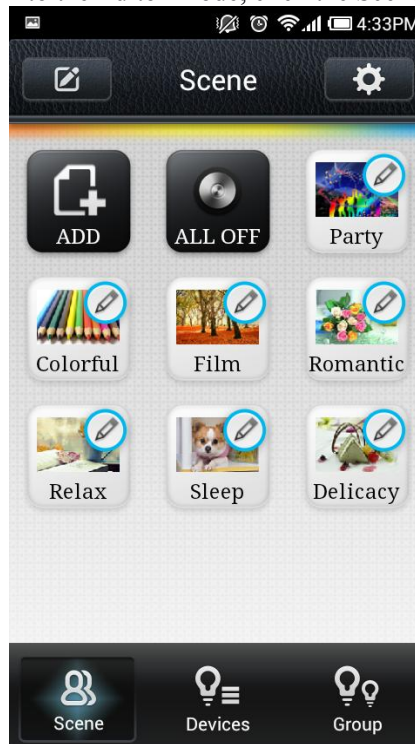 4:33PM
Scene
ADD
ALL OFF
Party
Colorful
Film
Romantic
Relax
Sleep
Delicacy
Scene
Devices
Group